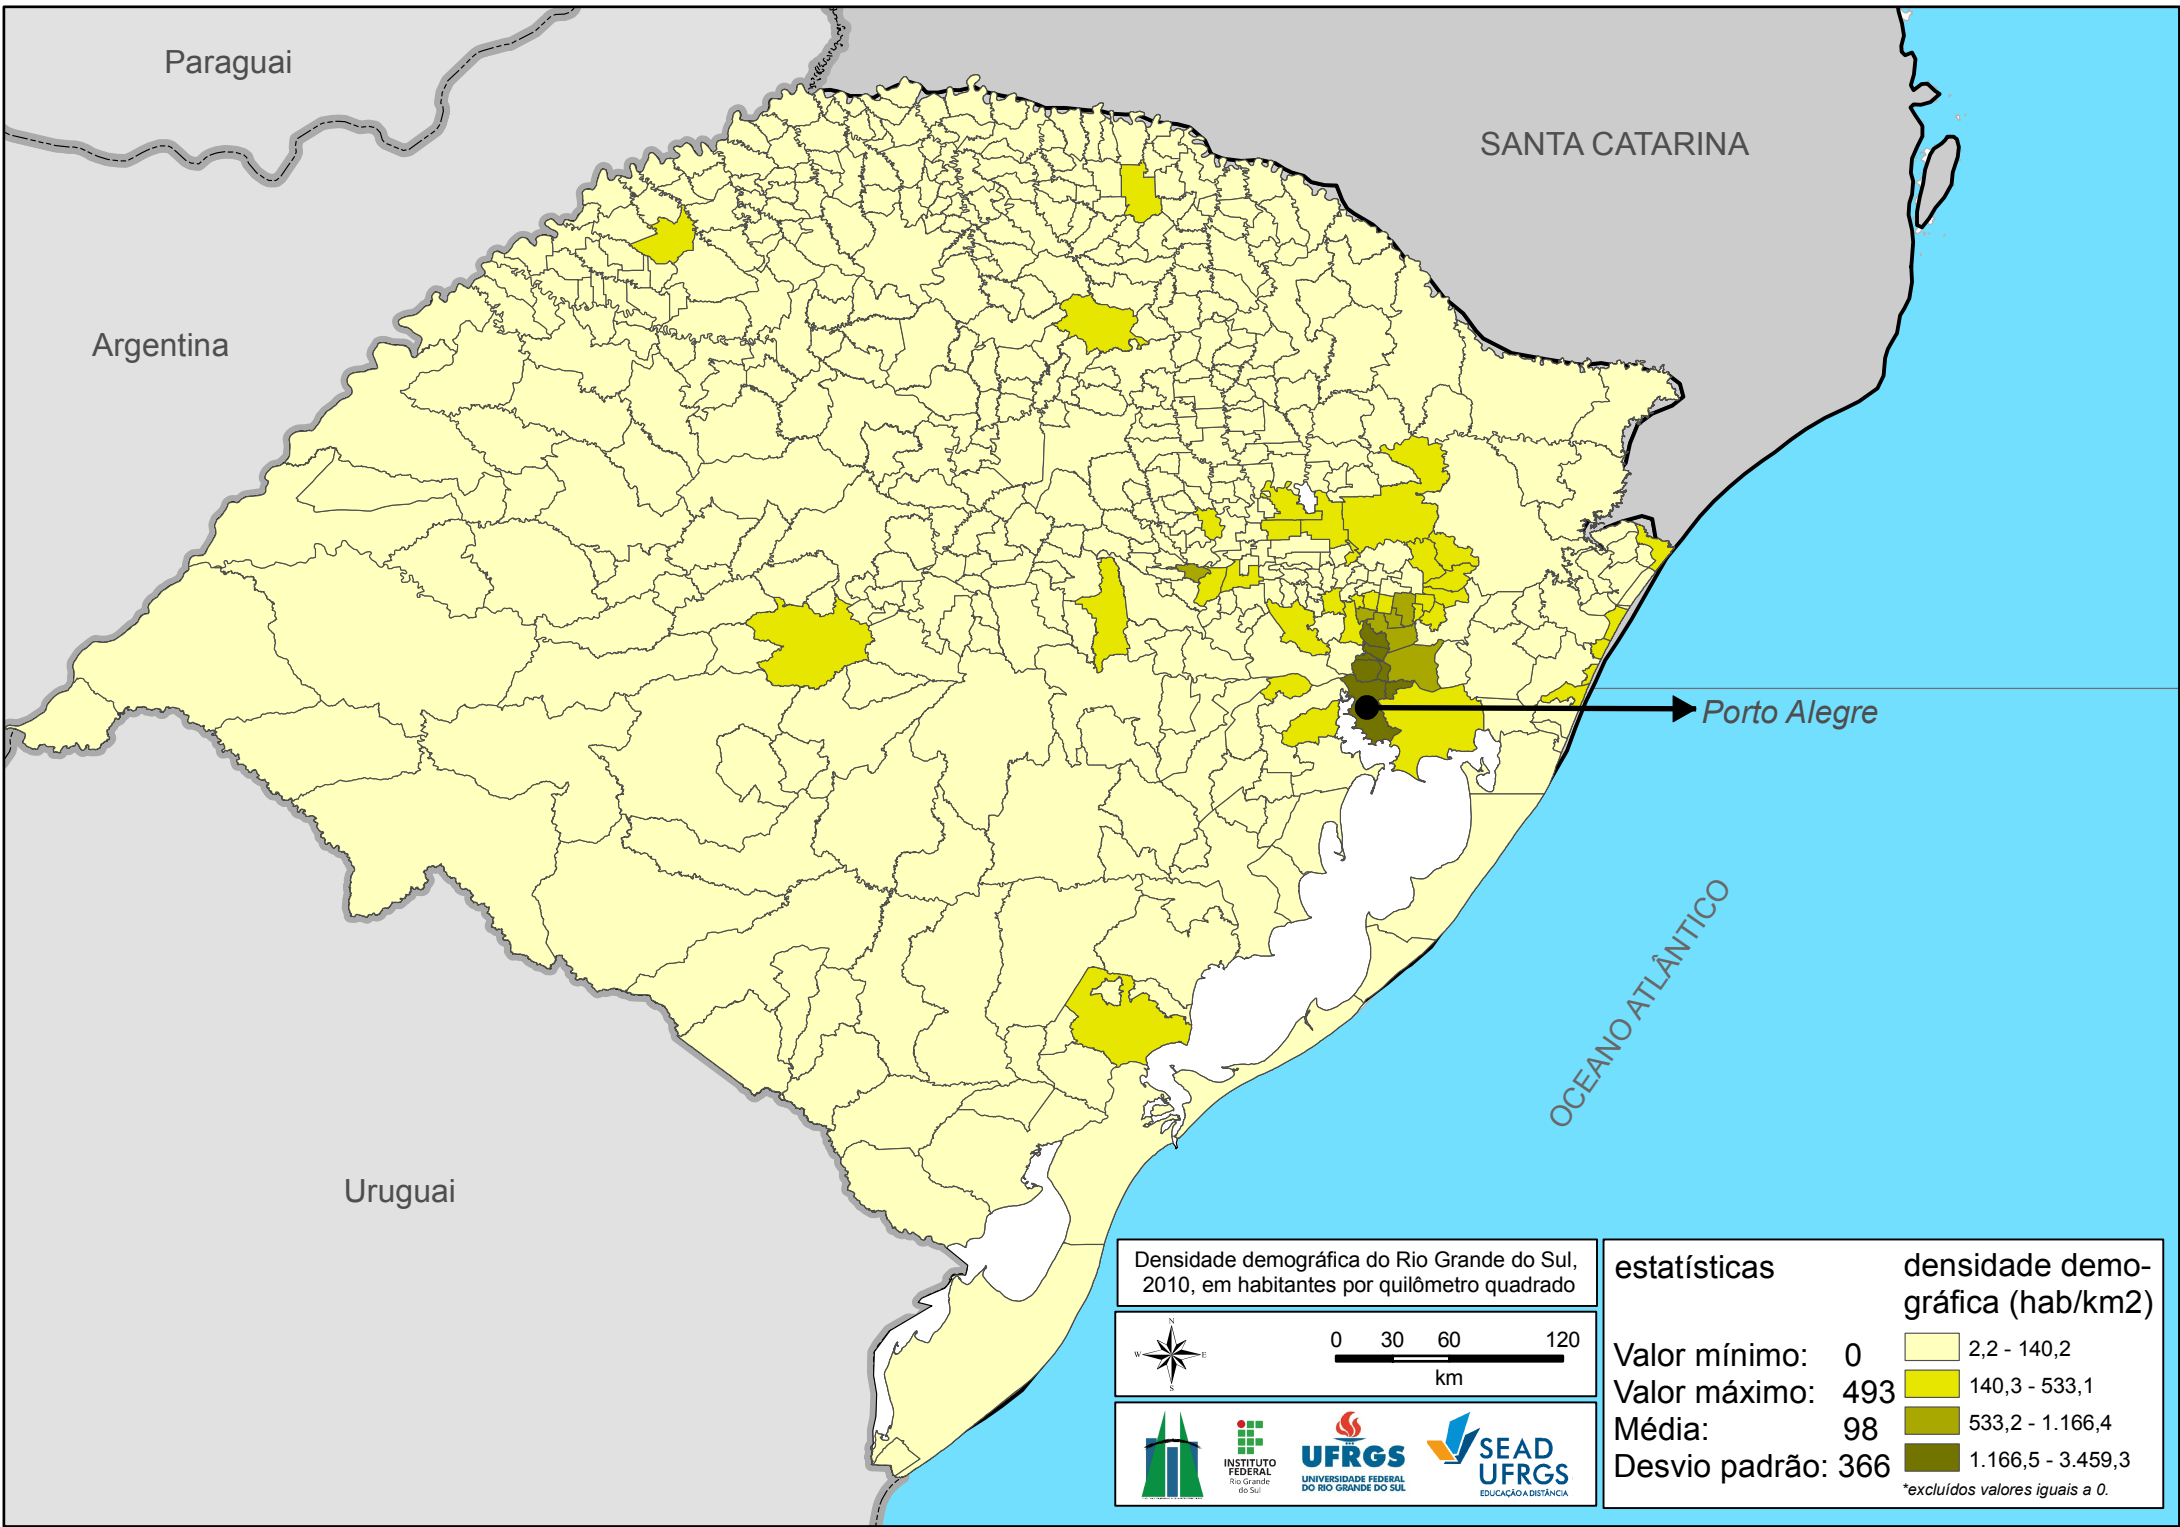 Paraguai
SANTA CATARINA
Argentina
Porto Alegre
OCEANO ATLÂNTICO
Uruguai
Densidade demográfica do Rio Grande do Sul,
2010, em habitantes por quilômetro quadrado
N
W E
S
0 30 60 120
km
INSTITUTO
FEDERAL
Rio Grande
do Sul
UFRGS
UNIVERSIDADE FEDERAL
DO RIO GRANDE DO SUL
SEAD
UFRGS
EDUCAÇÃO A DISTÂNCIA
estatísticas
Valor mínimo: 0
Valor máximo: 493
Média: 98
Desvio padrão: 366
densidade demo-
gráfica (hab/km2)
2,2 - 140,2
140,3 - 533,1
533,2 - 1.166,4
1.166,5 - 3.459,3
*excluídos valores iguais a 0.